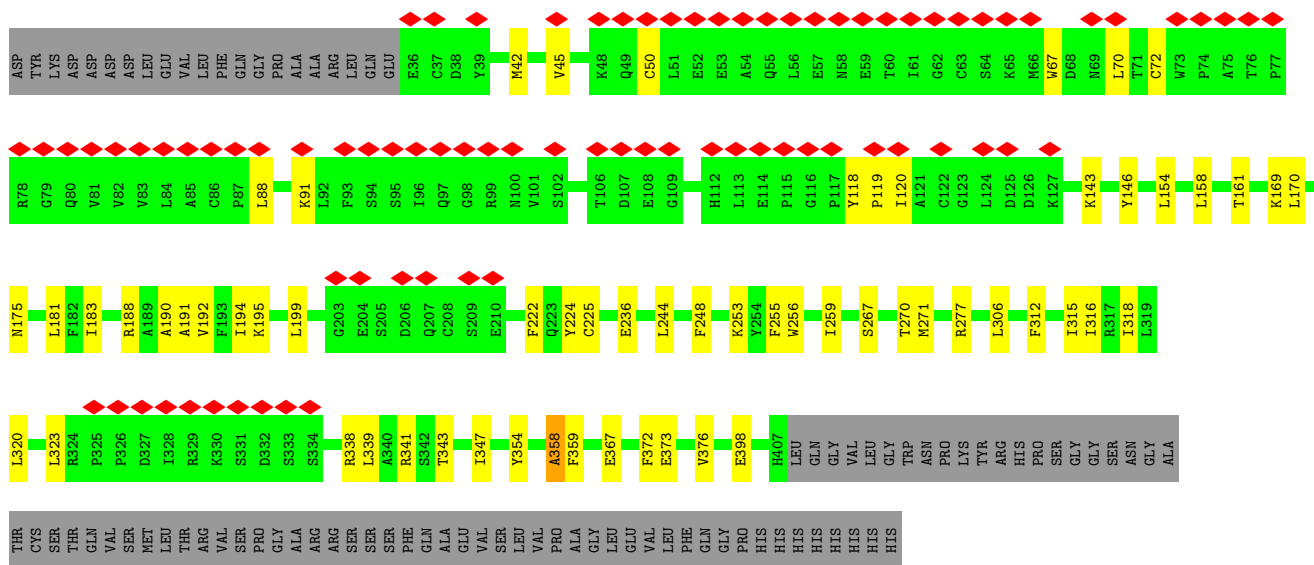 ASP TYR LYS ASP ASP ASP ASP LEU GLU VAL LEU PHE GLN GLY PRO ALA ALA ARG LEU GLN GLU E36 C37 D38 Y39 M42 V45 K48 Q49 C50 L51 E52 E53 A54 Q55 L56 E57 N58 E59 T60 I61 G62 C63 S64 K65 M66 W67 D68 N69 L70 T71 C72 W73 P74 A75 T76 P77
R78 G79 Q80 V81 V82 V83 L84 A85 C86 P87 L88 K91 L92 F93 S94 S95 I96 Q97 G98 R99 N100 V101 S102 T106 D107 E108 G109 H112 L113 E114 P115 G116 P117 Y118 P119 I120 A121 C122 G123 L124 D125 D126 K127 K143 Y146 L154 L158 T161 K169 L170
N175 L181 F182 I183 R188 A189 A190 A191 V192 F193 I194 K195 L199 G203 E204 S205 D206 Q207 C208 S209 E210 F222 Q223 Y224 C225 E236 L244 F248 K253 Y254 F255 W256 I259 S267 T270 M271 R277 L306 F312 I315 I316 R317 I318 L319
L320 L323 R324 P325 P326 D327 I328 R329 K330 S331 D332 S333 S334 R338 L339 A340 R341 S342 T343 I347 Y354 A358 F359 E367 F372 E373 V376 E398 H407 LEU GLN GLY VAL LEU GLY TRP ASN PRO LYS TYR ARG HIS PRO SER GLY GLY SER ASN GLY ALA
THR CYS SER THR GLN VAL SER MET LEU THR ARG VAL SER PRO GLY ALA ARG ARG SER SER SER PHE GLN ALA GLU VAL SER LEU VAL PRO ALA GLY LEU GLU VAL LEU PHE GLN GLY PRO HIS HIS HIS HIS HIS HIS HIS HIS